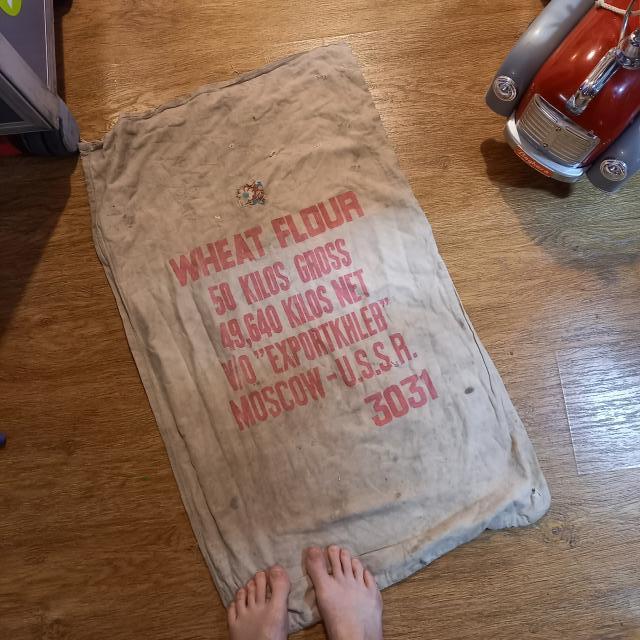 WHEAT FLOUR
50 KILOS GROSS
49,640 KILOS NET
V/O "EXPORTKHLEB"
MOSCOW - U.S.S.R.
3031